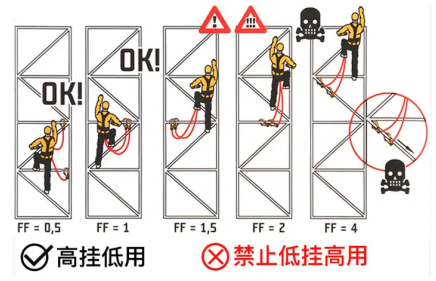 ! !!!
OK!
OK!
FF = 0,5 FF = 1 FF = 1,5 FF = 2 FF = 4
高挂低用 禁止低挂高用